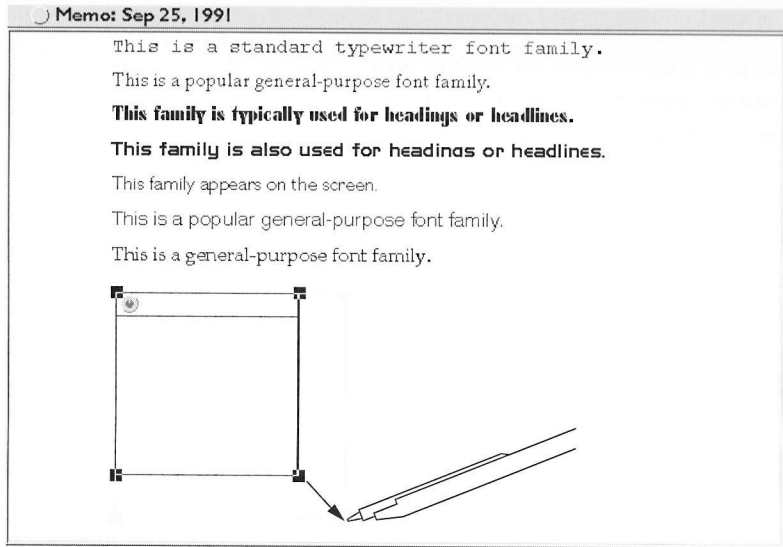 Memo: Sep 25, 1991
This is a standard typewriter font family.
This is a popular general-purpose font family.
This family is typically used for headings or headlines.
This family is also used for headings or headlines.
This family appears on the screen.
This is a popular general-purpose font family.
This is a general-purpose font family.